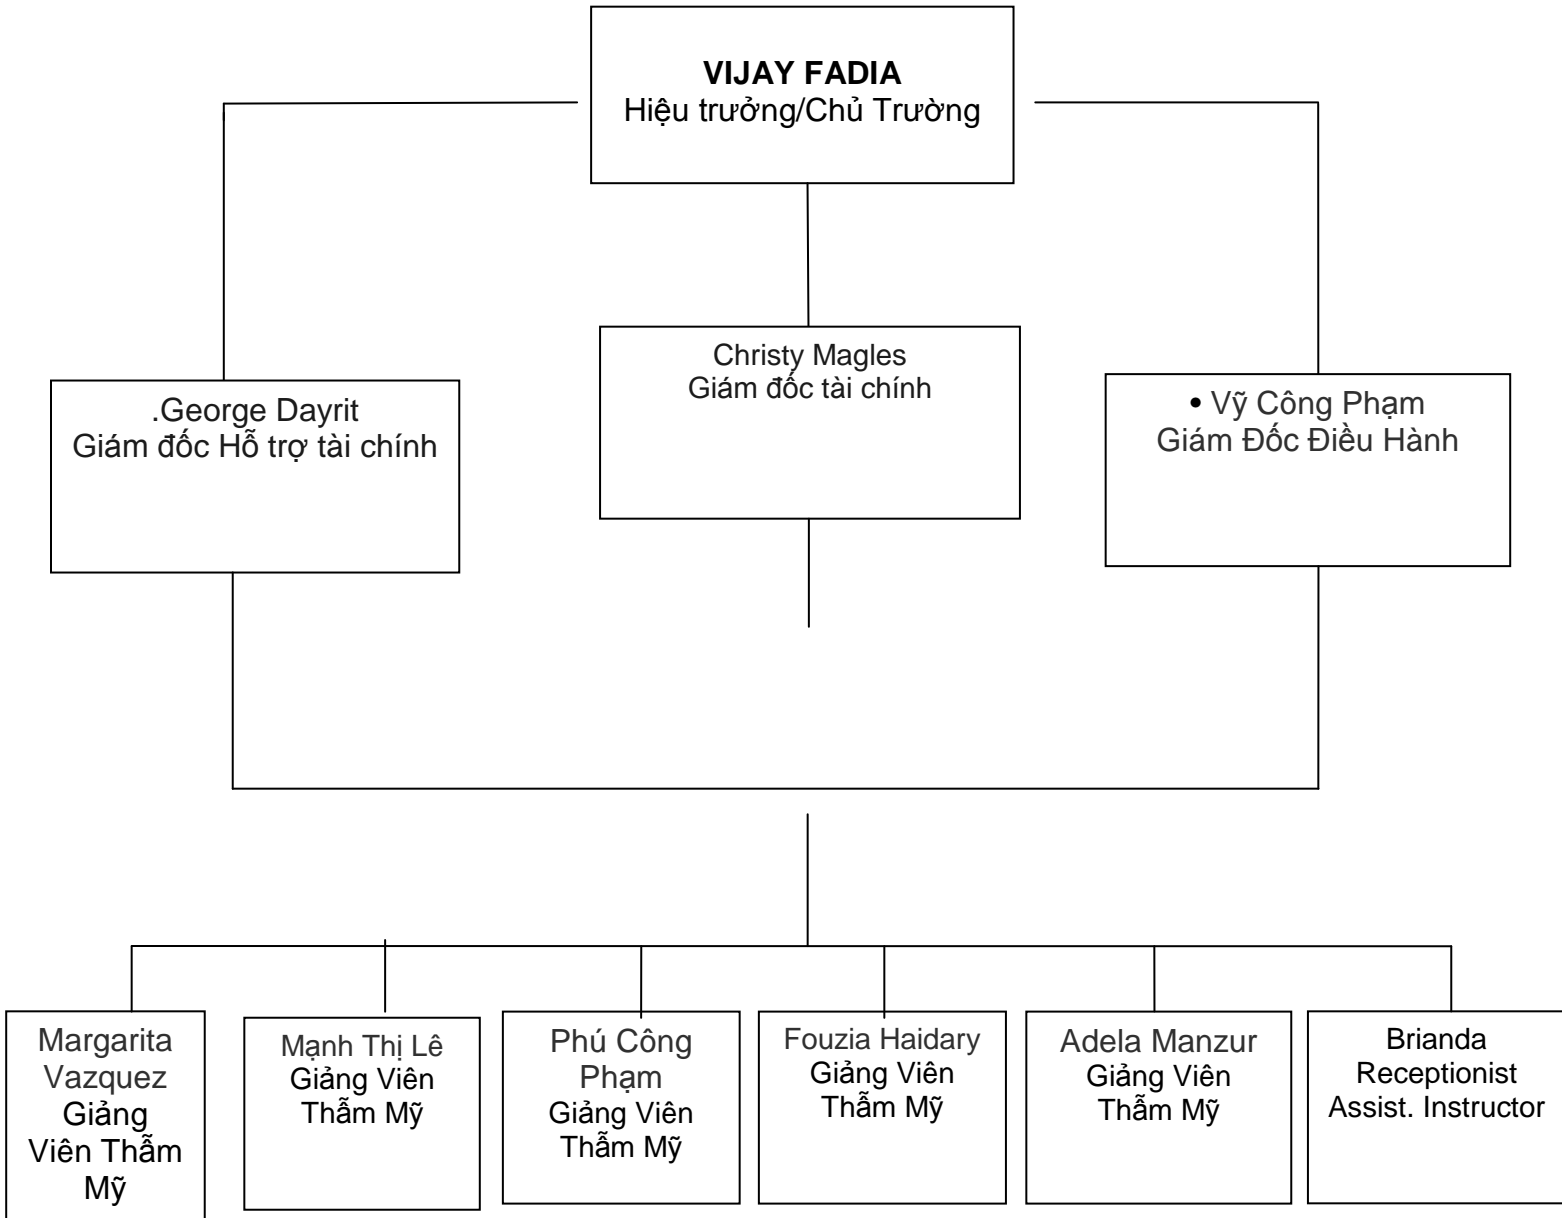 VIJAY FADIA
Hiệu trưởng/Chủ Trường
Christy Magles
Giám đốc tài chính
.George Dayrit
Giám đốc Hỗ trợ tài chính
• Vỹ Công Phạm
Giám Đốc Điều Hành
Margarita
Vazquez
Giảng
Viên Thẫm
Mỹ
Mạnh Thị Lê
Giảng Viên
Thẫm Mỹ
Phú Công
Phạm
Giảng Viên
Thẫm Mỹ
Fouzia Haidary
Giảng Viên
Thẫm Mỹ
Adela Manzur
Giảng Viên
Thẫm Mỹ
Brianda
Receptionist
Assist. Instructor